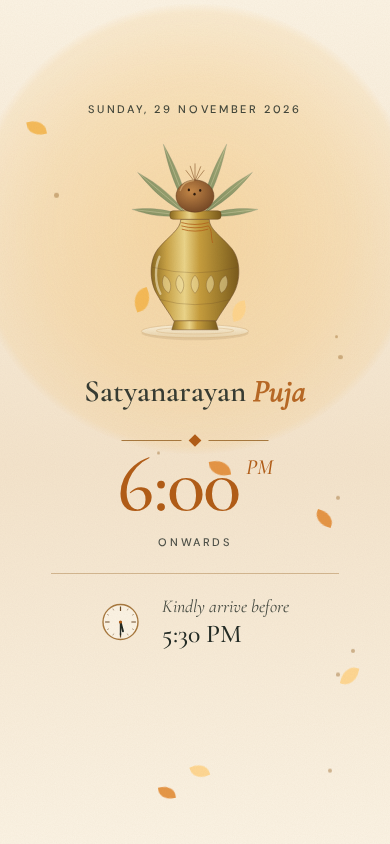 SUNDAY, 29 NOVEMBER 2026
Satyanarayan Puja
6:00 PM
ONWARDS
Kindly arrive before
5:30 PM